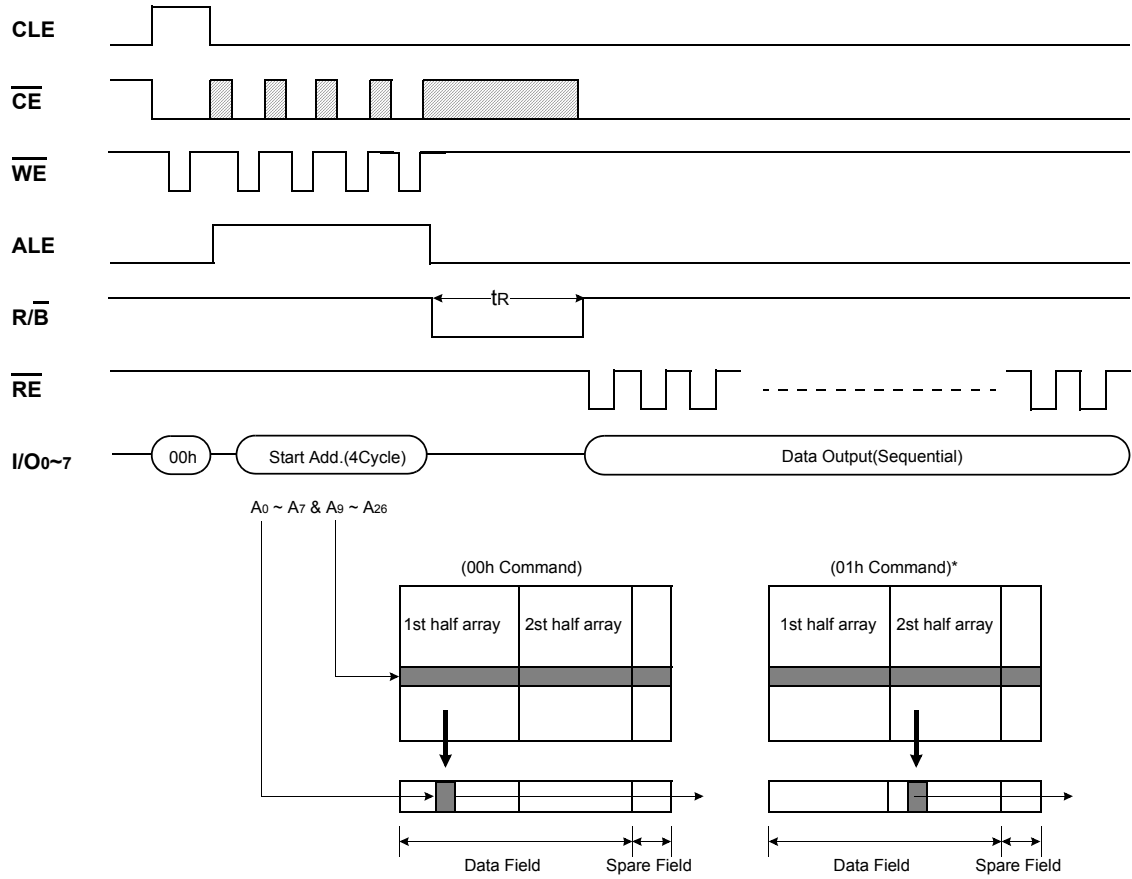 CLE
CE
WE
ALE
R/B
tR
RE
I/O0~7
00h
Start Add.(4Cycle)
Data Output(Sequential)
A0 ~ A7 & A9 ~ A26
(00h Command)
(01h Command)*
1st half array
2st half array
1st half array
2st half array
Data Field
Spare Field
Data Field
Spare Field